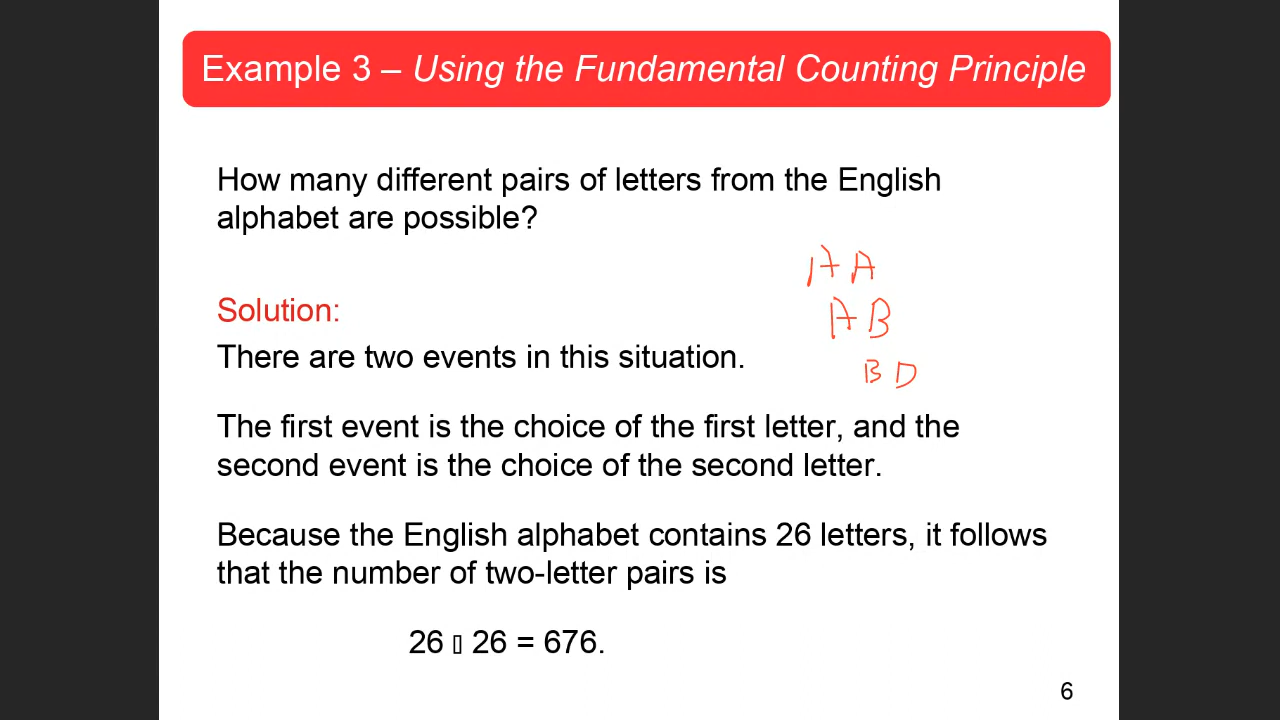 Example 3 – Using the Fundamental Counting Principle
How many different pairs of letters from the English
alphabet are possible?
A A
Solution:
A B
There are two events in this situation.
B D
The first event is the choice of the first letter, and the
second event is the choice of the second letter.
Because the English alphabet contains 26 letters, it follows
that the number of two-letter pairs is
26 ▯ 26 = 676.
6